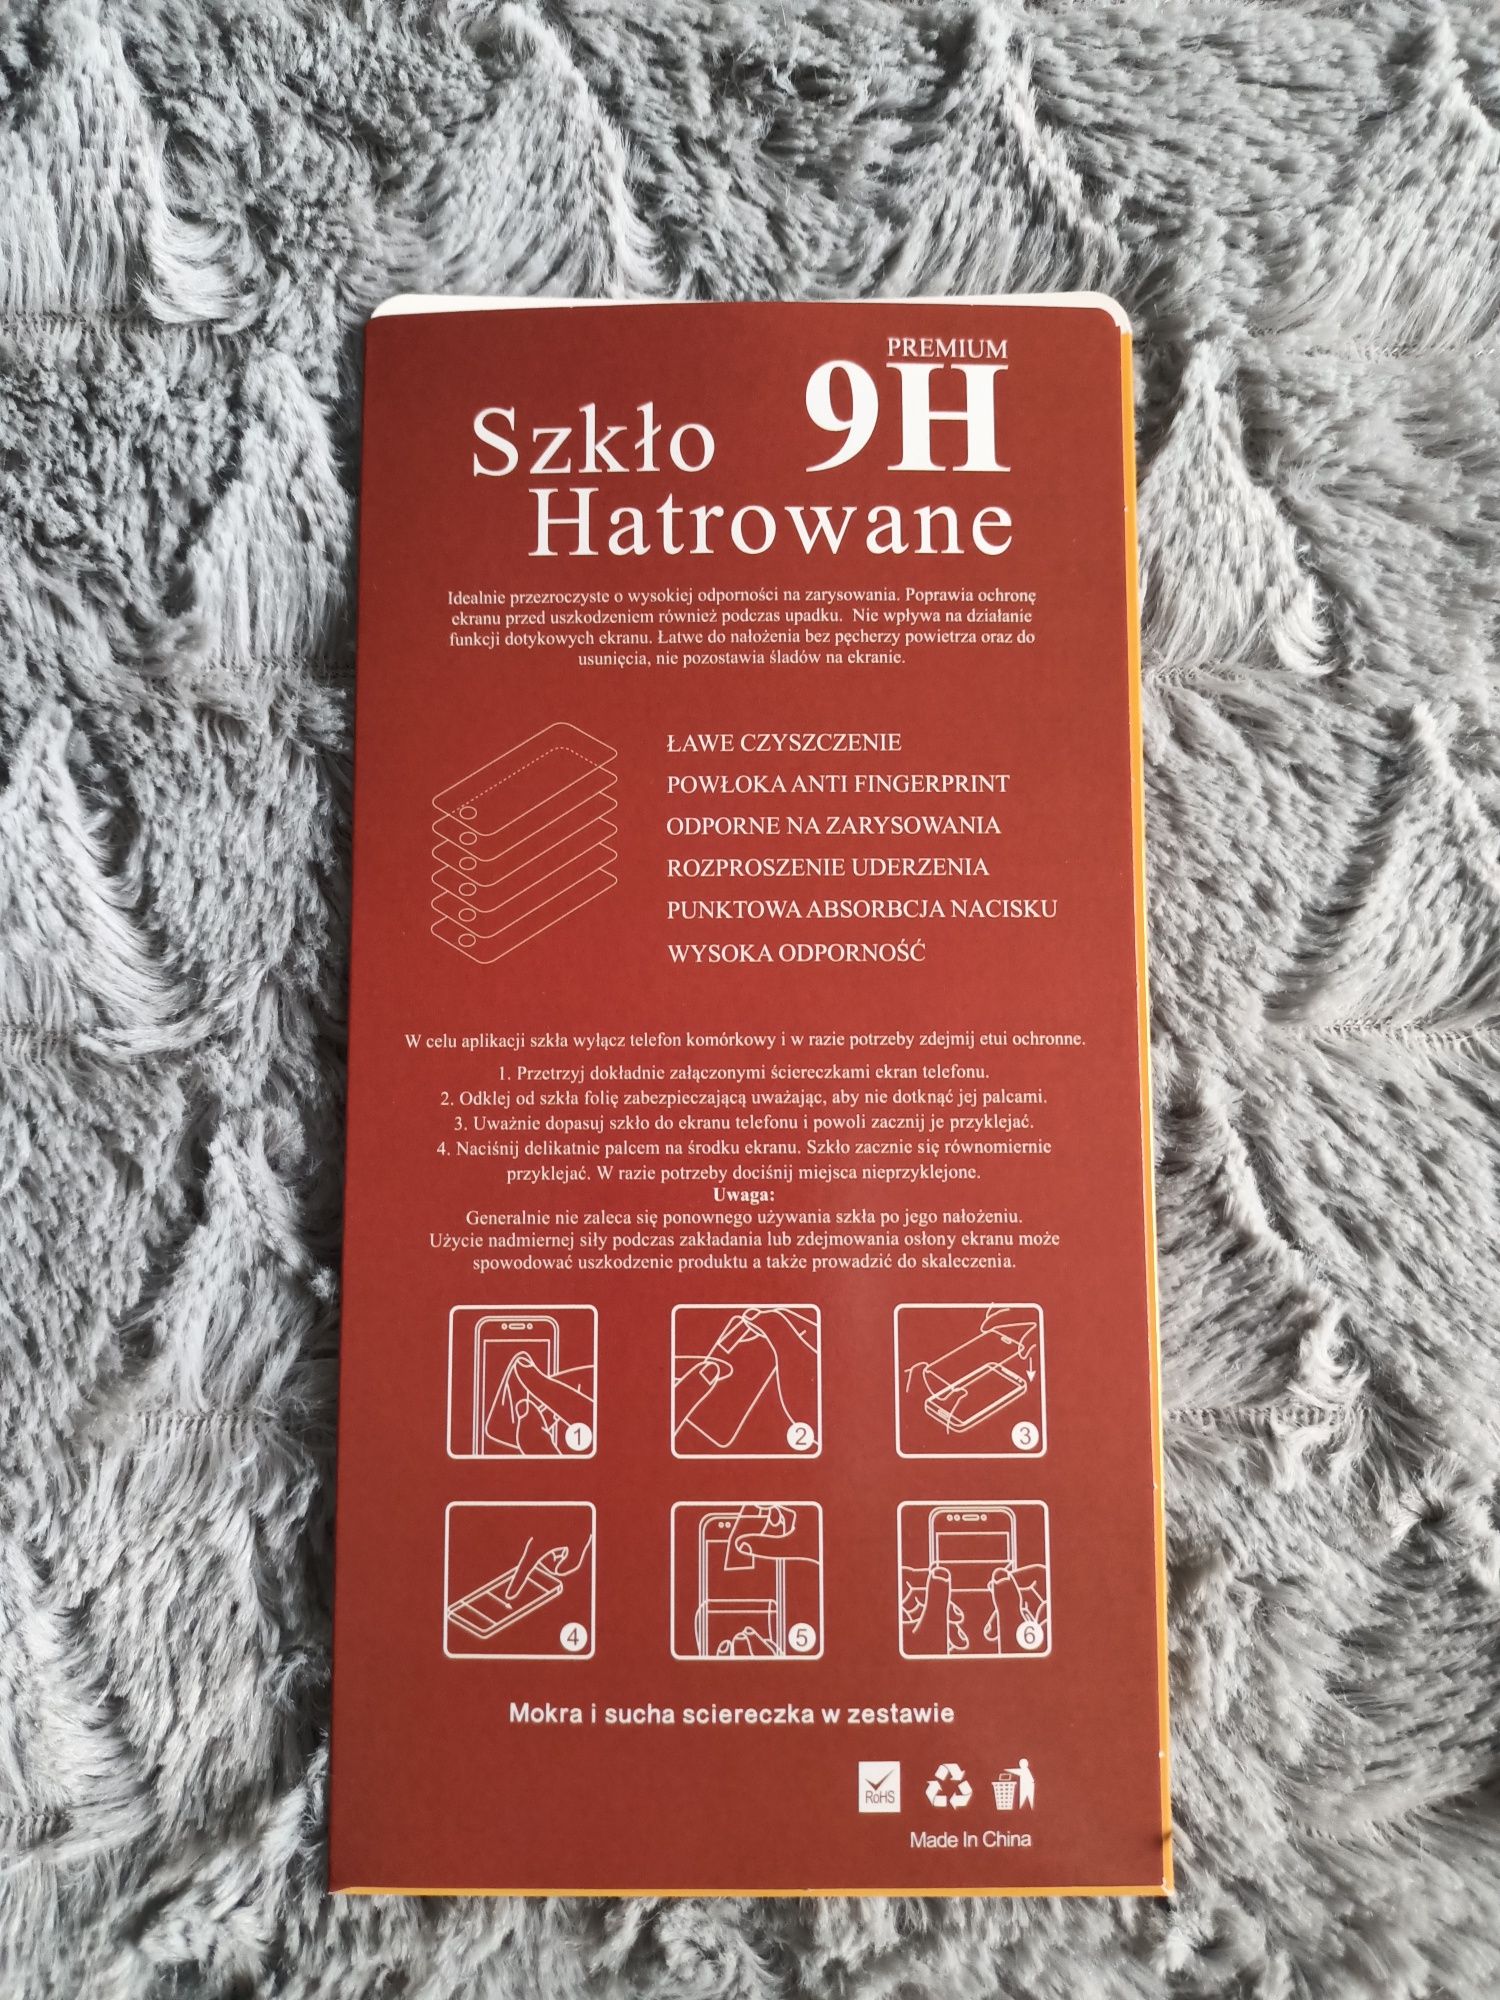 PREMIUM
9H
Szkło
Hatrowane
Idealnie przezroczyste o wysokiej odporności na zarysowania. Poprawia ochronę
ekranu przed uszkodzeniem również podczas upadku. Nie wpływa na działanie
funkcji dotykowych ekranu. Łatwe do nałożenia bez pęcherzy powietrza oraz do
usunięcia, nie pozostawia śladów na ekranie.
ŁAWE CZYSZCZENIE
POWŁOKA ANTI FINGERPRINT
ODPORNE NA ZARYSOWANIA
ROZPROSZENIE UDERZENIA
PUNKTOWA ABSORBCJA NACISKU
WYSOKA ODPORNOŚĆ
W celu aplikacji szkła wyłącz telefon komórkowy i w razie potrzeby zdejmij etui ochronne.
1. Przetrzyj dokładnie załączonymi ściereczkami ekran telefonu.
2. Odklej od szkła folię zabezpieczającą uważając, aby nie dotknąć jej palcami.
3. Uważnie dopasuj szkło do ekranu telefonu i powoli zacznij je przyklejać.
4. Naciśnij delikatnie palcem na środku ekranu. Szkło zacznie się równomiernie
przyklejać. W razie potrzeby dociśnij miejsca nieprzyklejone.
Uwaga:
Generalnie nie zaleca się ponownego używania szkła po jego nałożeniu.
Użycie nadmiernej siły podczas zakładania lub zdejmowania osłony ekranu może
spowodować uszkodzenie produktu a także prowadzić do skaleczenia.
1
2
3
4
5
6
Mokra i sucha sciereczka w zestawie
RoHS
Made In China